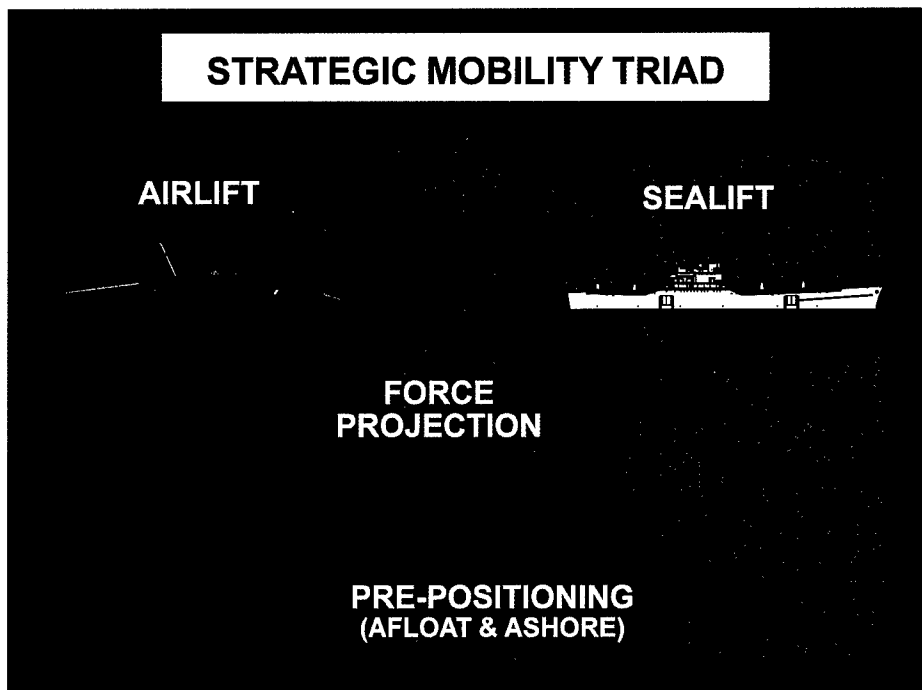 STRATEGIC MOBILITY TRIAD
AIRLIFT
SEALIFT
FORCE
PROJECTION
PRE-POSITIONING
(AFLOAT & ASHORE)